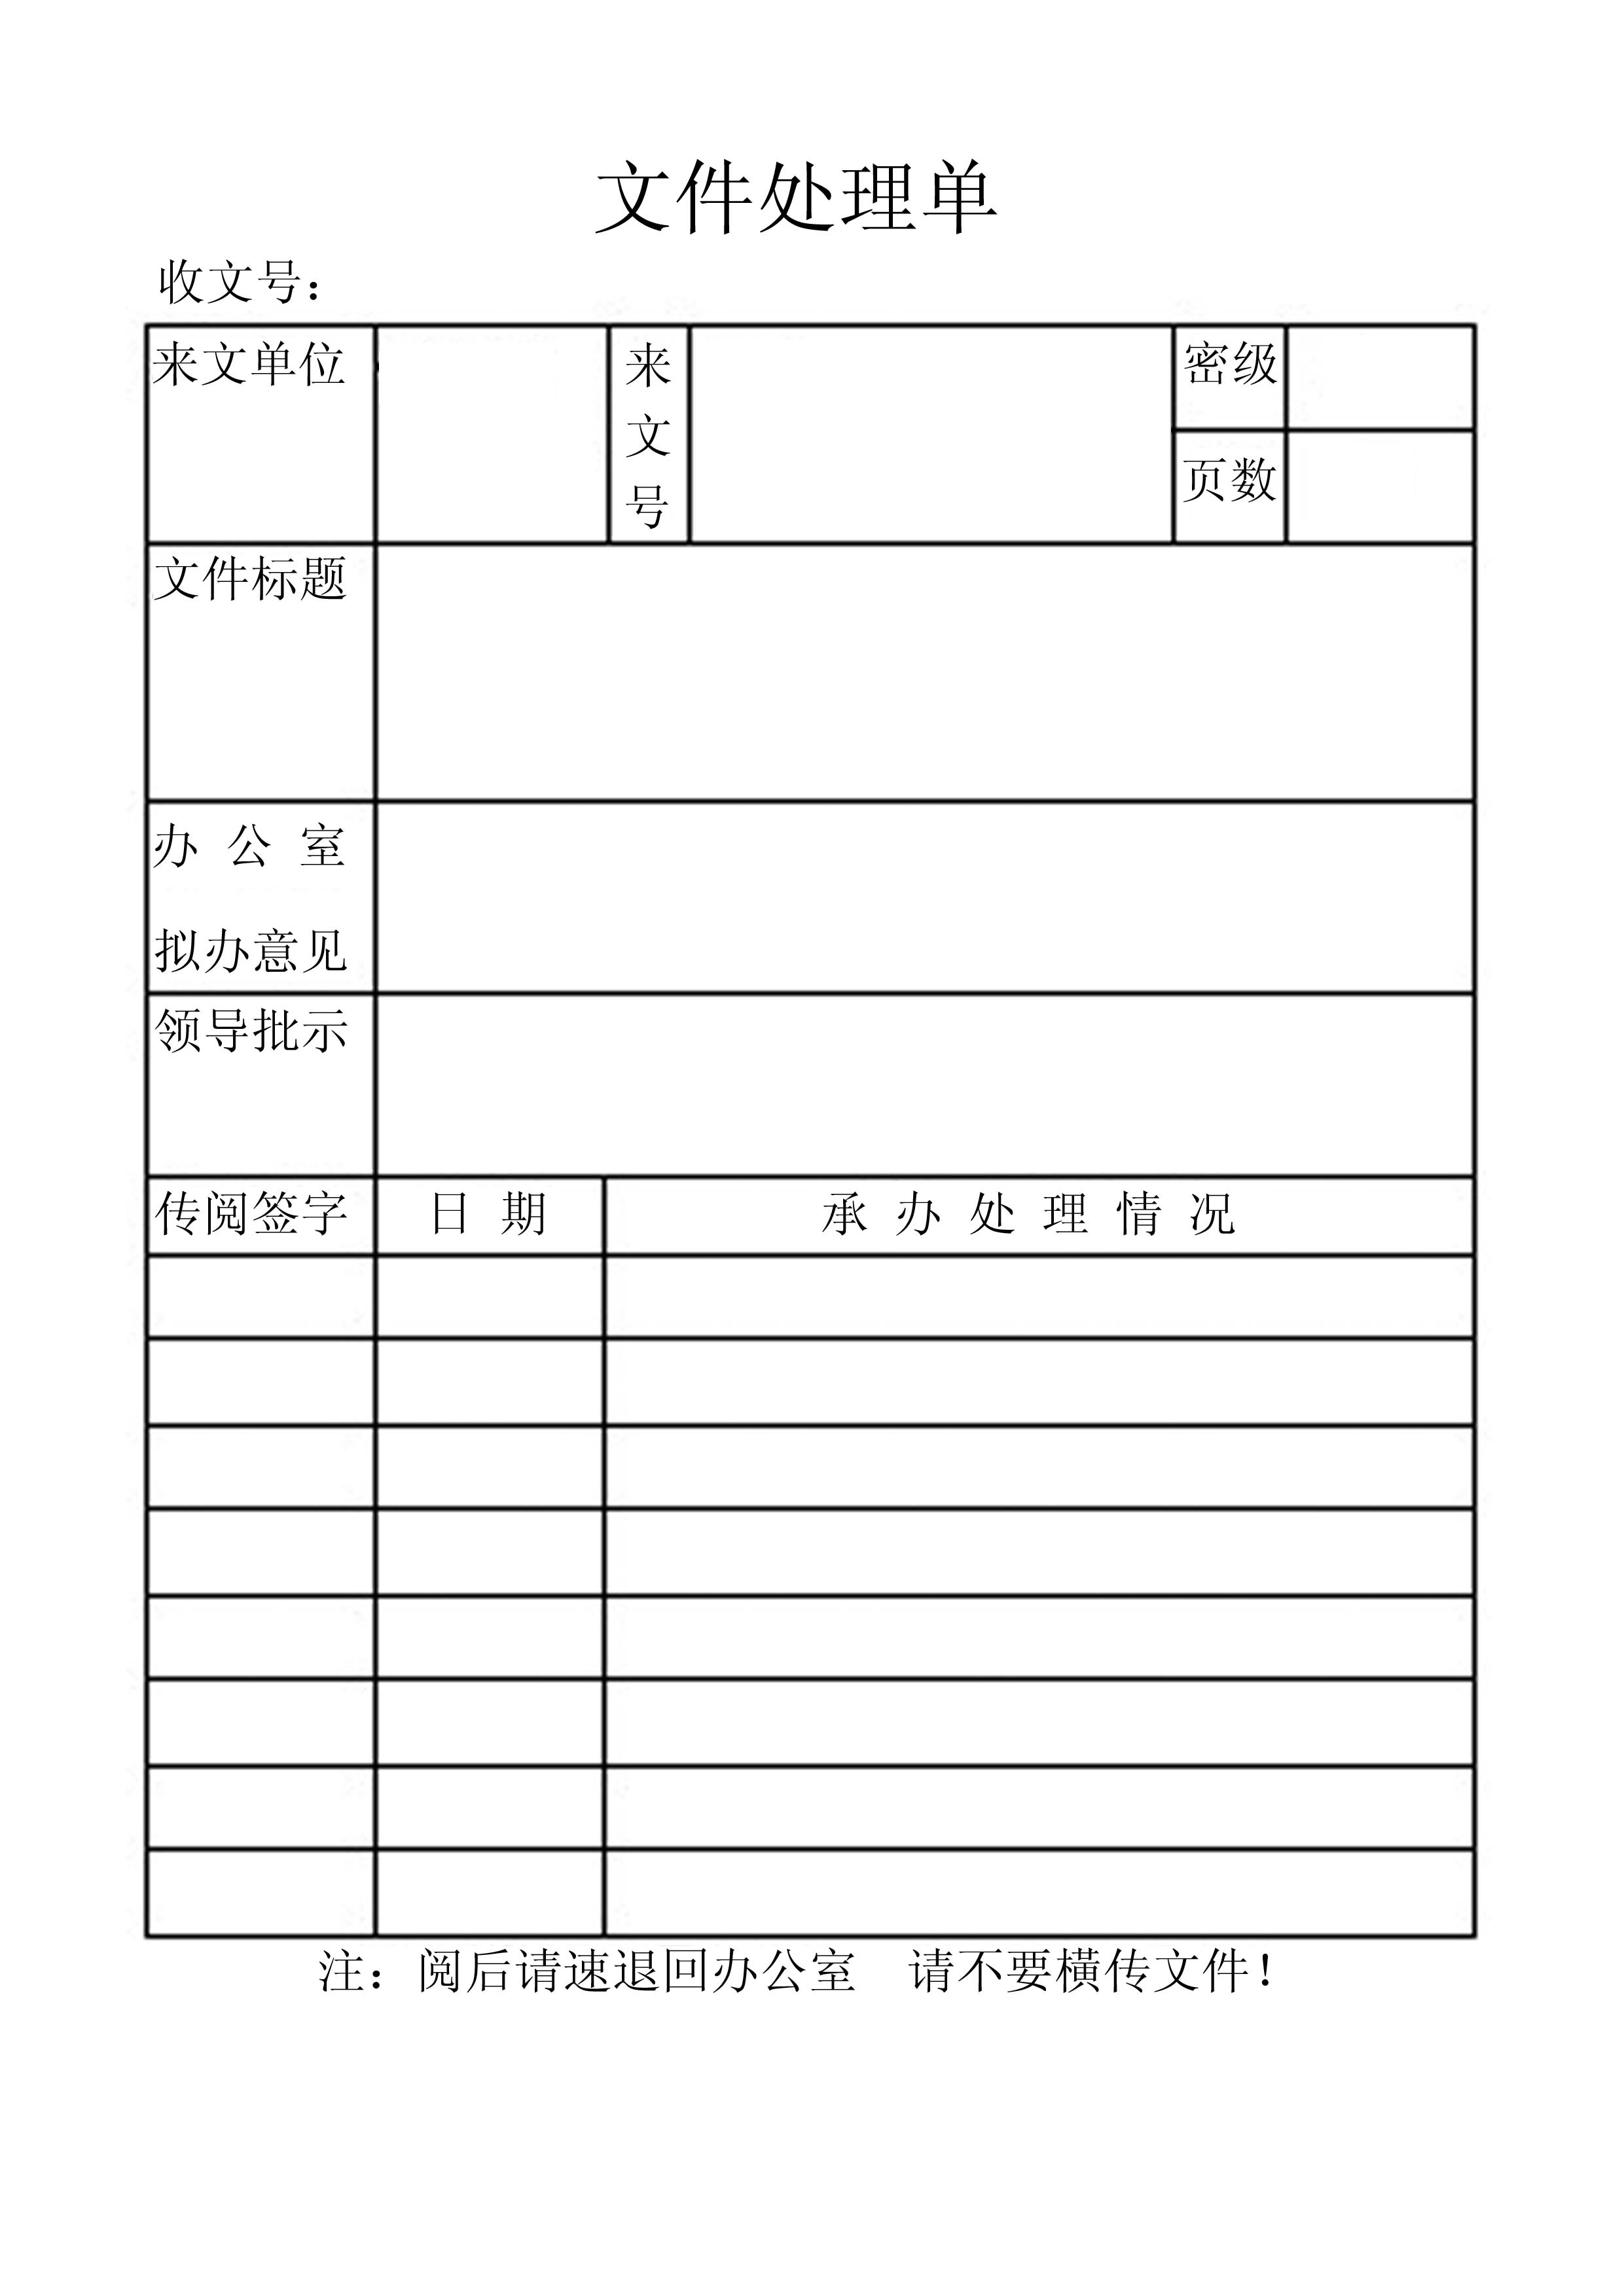 文件处理单
收文号：
来文单位
来
文
号
密级
页数
文件标题
办 公 室
拟办意见
领导批示
传阅签字 日 期 承 办 处 理 情 况
注：阅后请速退回办公室 请不要横传文件！